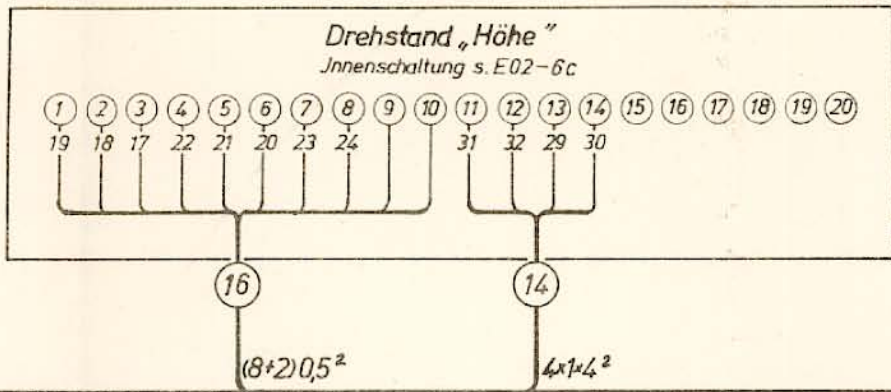 Drehstand „Höhe"
Jnnenschaltung s. E02-6c
1 2 3 4 5 6 7 8 9 10 11 12 13 14 15 16 17 18 19 20
19 18 17 22 21 20 23 24 31 32 29 30
16 14
(8+2)0,5² 4×1×4²